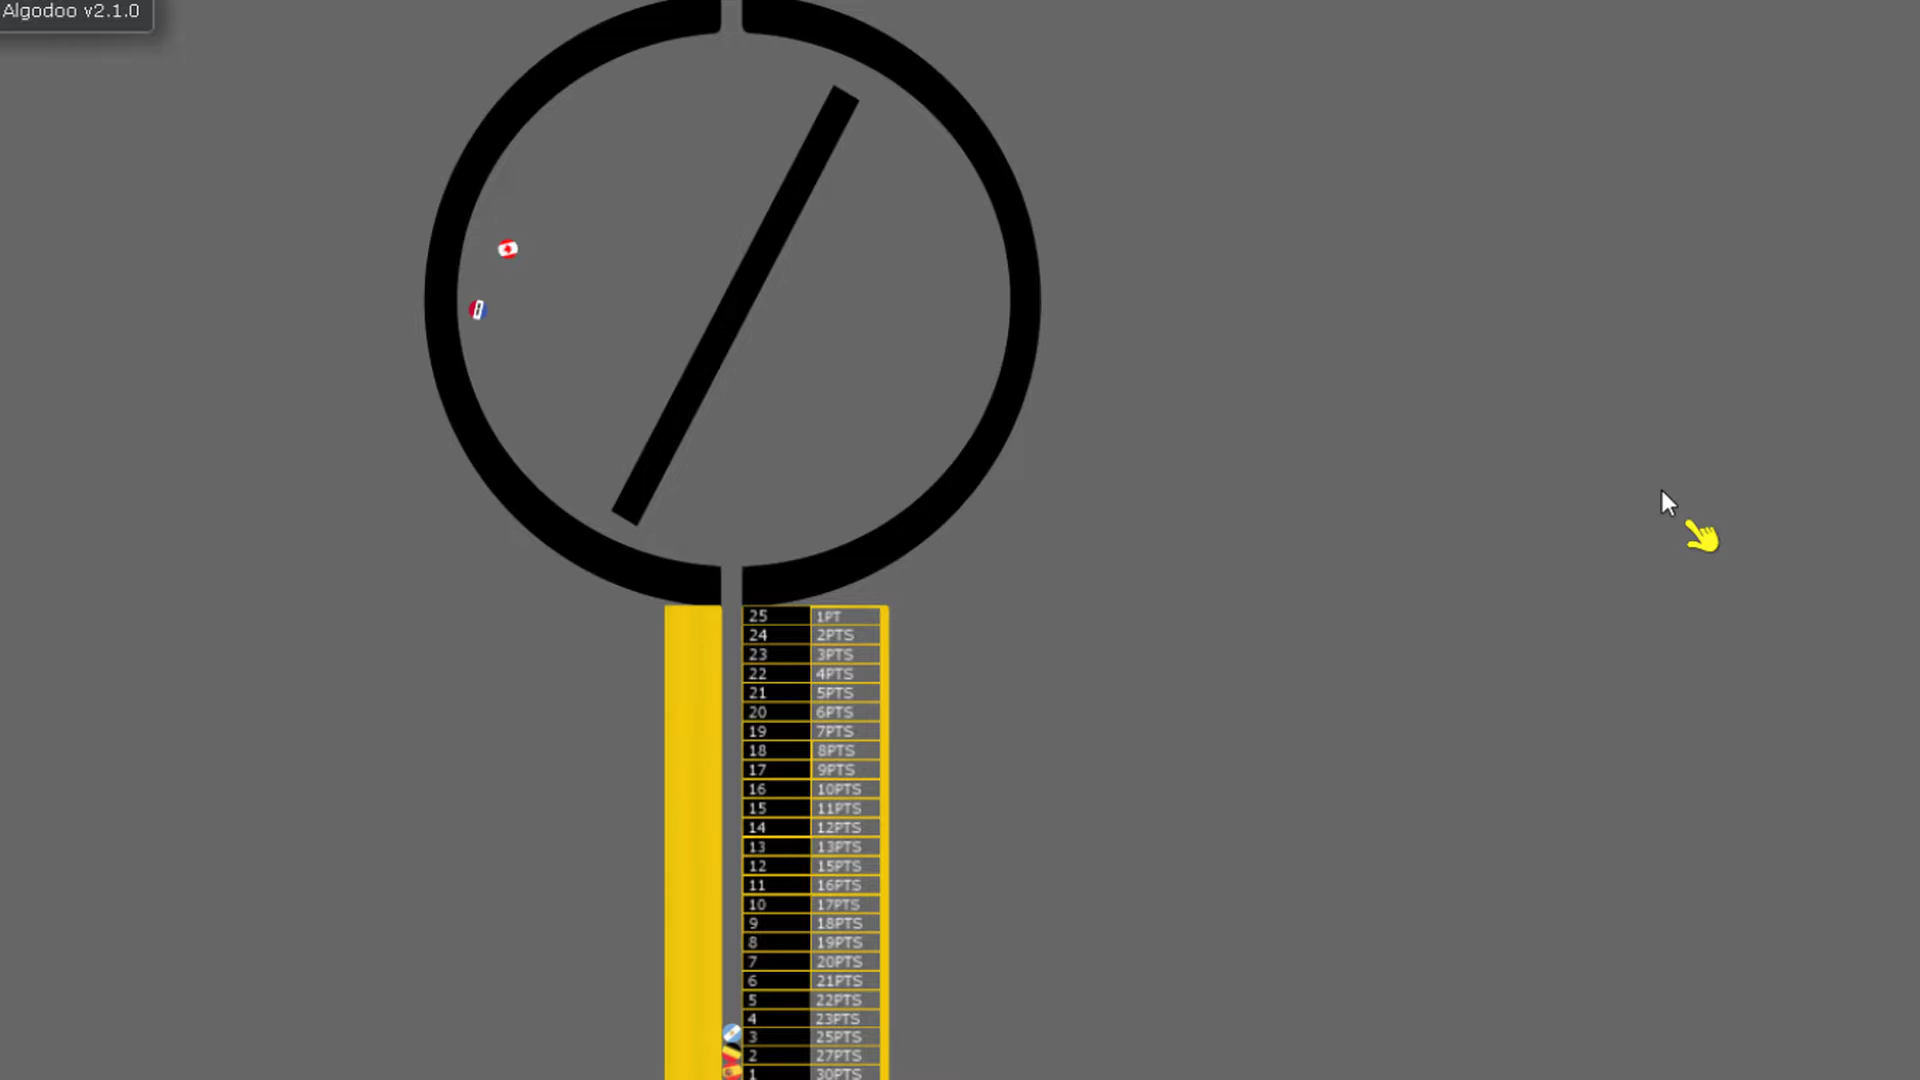 Algodoo v2.1.0
25 1PT
24 2PTS
23 3PTS
22 4PTS
21 5PTS
20 6PTS
19 7PTS
18 8PTS
17 9PTS
16 10PTS
15 11PTS
14 12PTS
13 13PTS
12 15PTS
11 16PTS
10 17PTS
9 18PTS
8 19PTS
7 20PTS
6 21PTS
5 22PTS
4 23PTS
3 25PTS
2 27PTS
1 30PTS